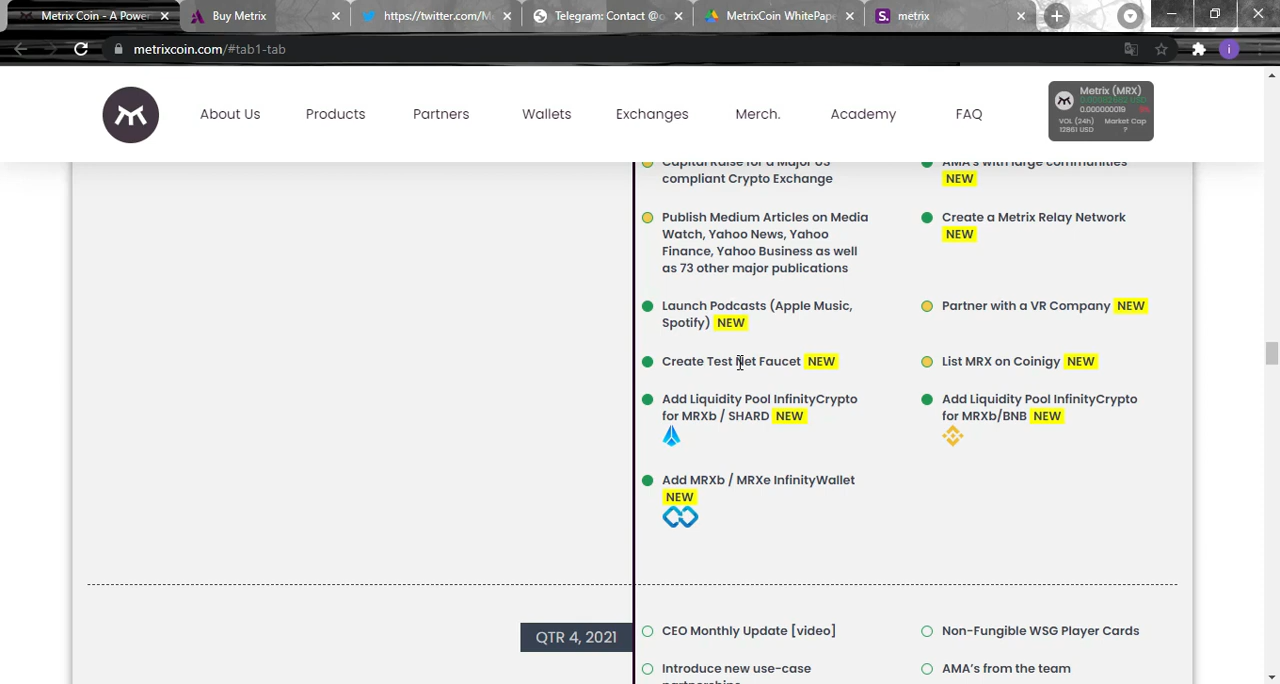 Metrix Coin - A Powe
Buy Metrix
https://twitter.com/M
Telegram: Contact @o
MetrixCoin WhitePape
S. metrix
metrixcoin.com/#tab1-tab
i
About Us
Products
Partners
Wallets
Exchanges
Merch.
Academy
FAQ
Metrix (MRX)
0.000000019
VOL (24h) Market Cap
12861 USD ?
Capital Raise for a Major US
compliant Crypto Exchange
AMA's with large communities
NEW
Publish Medium Articles on Media
Watch, Yahoo News, Yahoo
Finance, Yahoo Business as well
as 73 other major publications
Create a Metrix Relay Network
NEW
Launch Podcasts (Apple Music,
Spotify) NEW
Partner with a VR Company NEW
Create Test Net Faucet NEW
List MRX on Coinigy NEW
Add Liquidity Pool InfinityCrypto
for MRXb / SHARD NEW
Add Liquidity Pool InfinityCrypto
for MRXb/BNB NEW
Add MRXb / MRXe InfinityWallet
NEW
QTR 4, 2021
CEO Monthly Update [video]
Non-Fungible WSG Player Cards
Introduce new use-case
partnerships
AMA's from the team